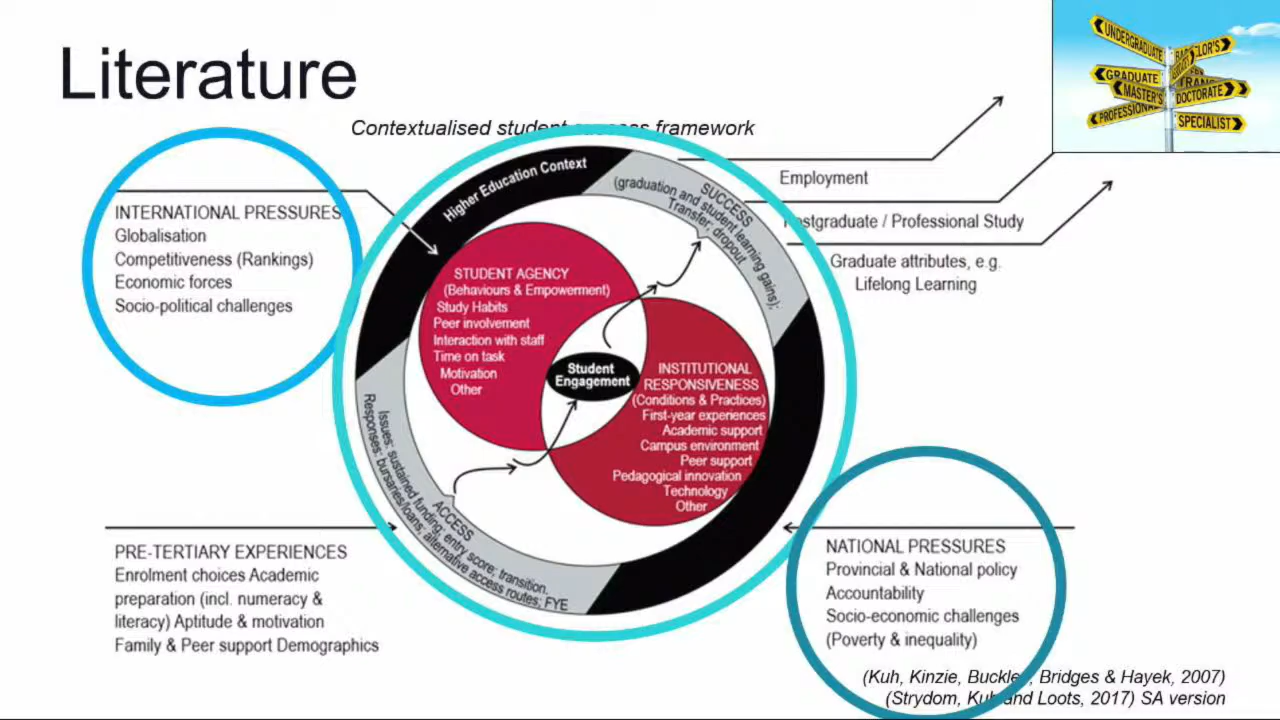 Literature
Contextualised student success framework
UNDERGRADUATE
GRADUATE
MASTER'S
DOCTORATE
PROFESSIONAL
SPECIALIST
INTERNATIONAL PRESSURES
Globalisation
Competitiveness (Rankings)
Economic forces
Socio-political challenges
Higher Education Context
SUCCESS
(graduation and student learning gains);
Transfer; dropout
Employment
Postgraduate / Professional Study
Graduate attributes, e.g.
Lifelong Learning
STUDENT AGENCY
(Behaviours & Empowerment)
Study Habits
Peer involvement
Interaction with staff
Time on task
Motivation
Other
Student
Engagement
INSTITUTIONAL
RESPONSIVENESS
(Conditions & Practices)
First-year experiences
Academic support
Campus environment
Peer support
Pedagogical innovation
Technology
Other
ACCESS
Issues; sustained funding; entry score; transition.
Responses; bursaries/loans; alternative access routes; FYE
PRE-TERTIARY EXPERIENCES
Enrolment choices Academic
preparation (incl. numeracy &
literacy) Aptitude & motivation
Family & Peer support Demographics
NATIONAL PRESSURES
Provincial & National policy
Accountability
Socio-economic challenges
(Poverty & inequality)
(Kuh, Kinzie, Buckley, Bridges & Hayek, 2007)
(Strydom, Kuh and Loots, 2017) SA version